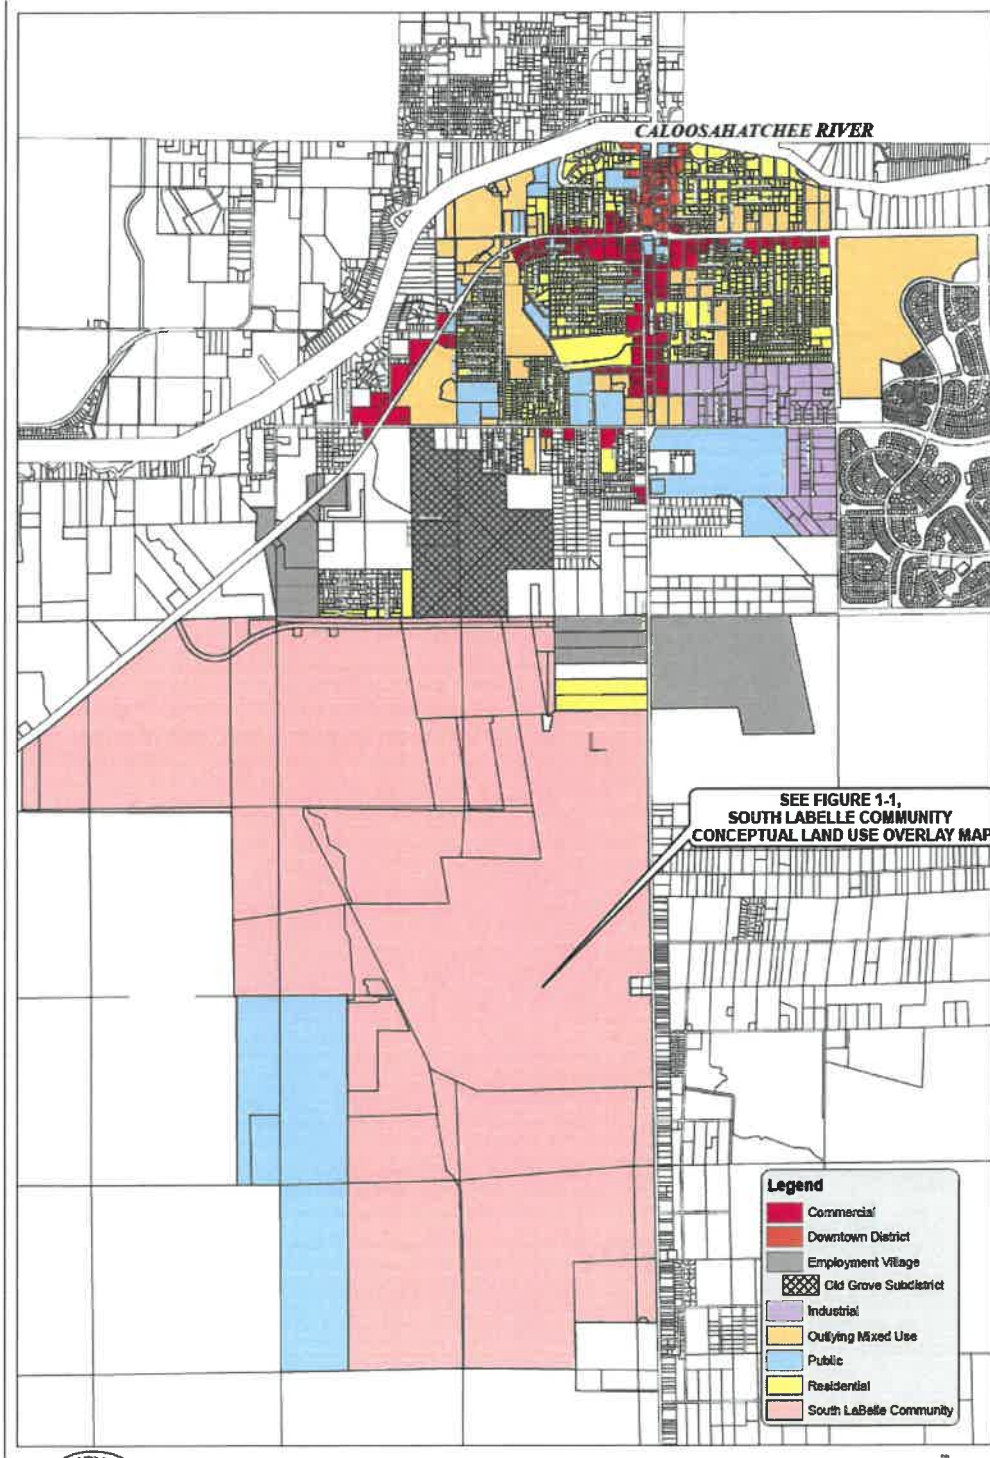 CALOOSAHATCHEE RIVER
SEE FIGURE 1-1,
SOUTH LABELLE COMMUNITY
CONCEPTUAL LAND USE OVERLAY MAP
Legend
Commercial
Downtown District
Employment Village
Old Grove Subdistrict
Industrial
Outlying Mixed Use
Public
Residential
South LaBelle Community